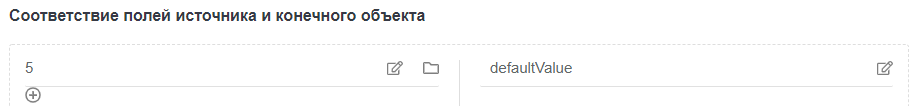 Соответствие полей источника и конечного объекта
5
defaultValue